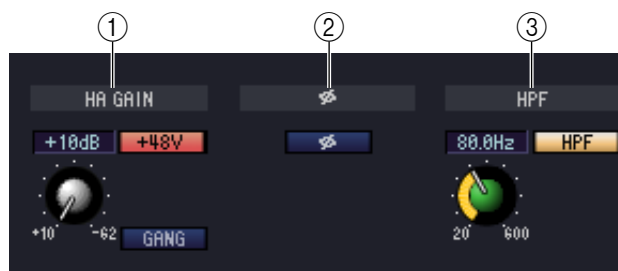 ① ② ③
HA GAIN ø HPF
+10dB +48V ø 80.0Hz HPF
+10 -62 20 600
GANG